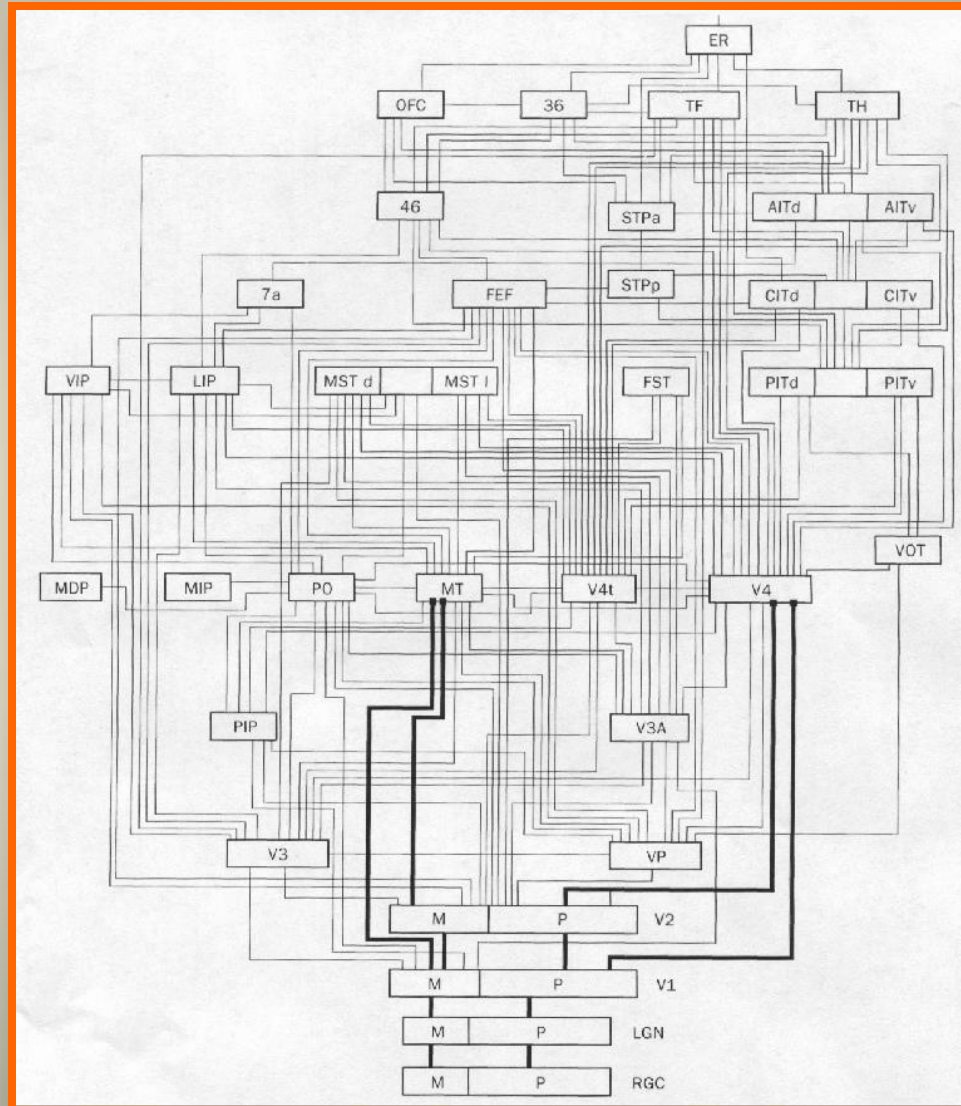 ER
OFC 36 TF TH
46 STPa AITd AITv
7a FEF STPp CITd CITv
VIP LIP MST d MST l FST PITd PITv
VOT
MDP MIP PO MT V4t V4
PIP V3A
V3 VP
M P V2
M P V1
M P LGN
M P RGC